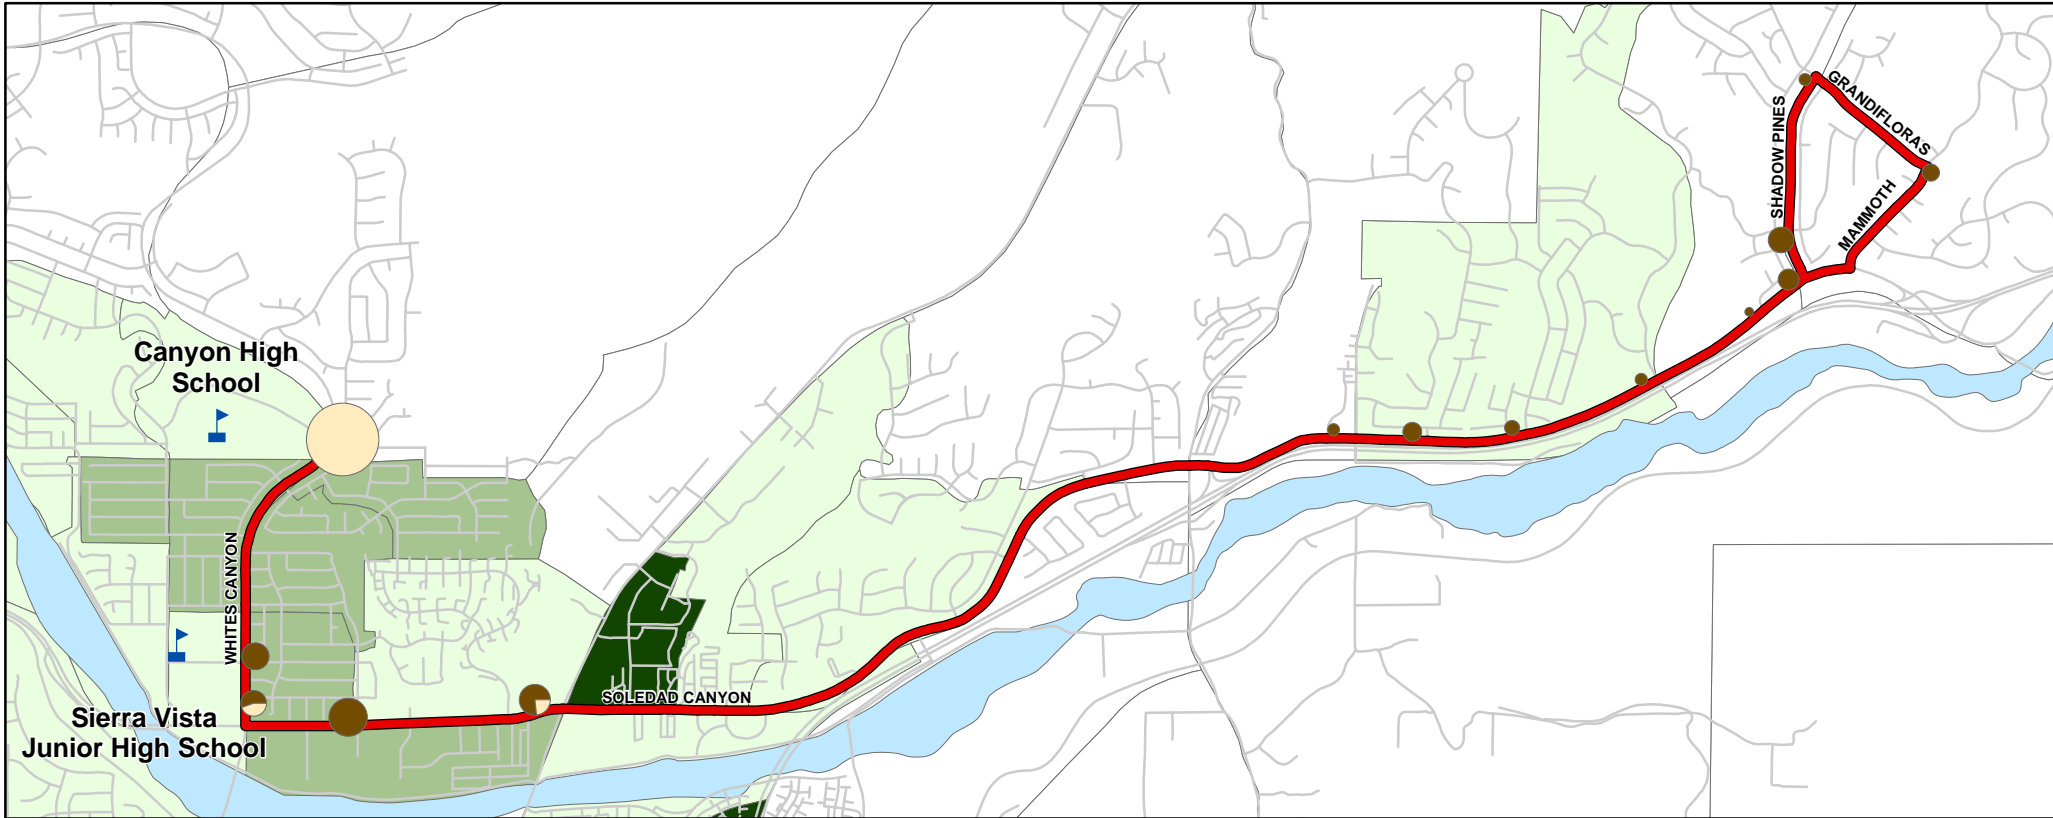 GRANDIFLORAS
SHADOW PINES
MAMMOTH
Canyon High
School
WHITES CANYON
SOLEDAD CANYON
Sierra Vista
Junior High School